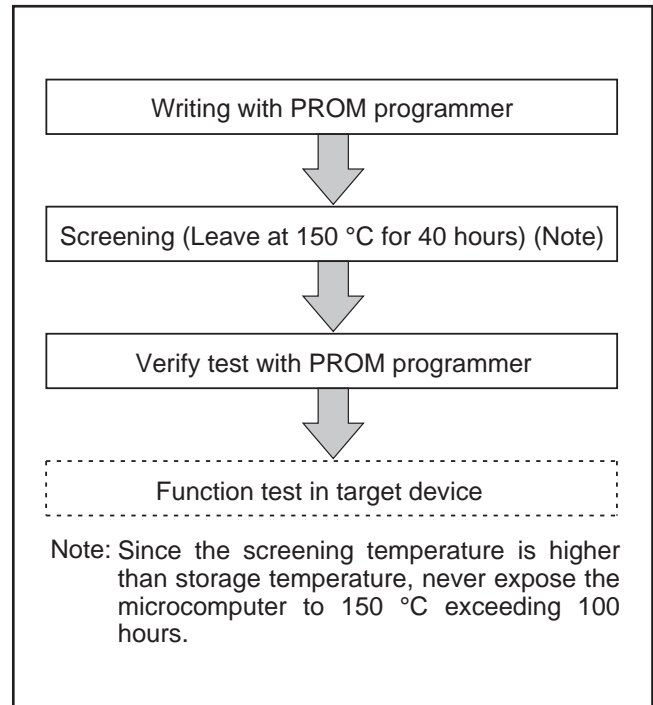 Writing with PROM programmer
Screening (Leave at 150 °C for 40 hours) (Note)
Verify test with PROM programmer
Function test in target device
Note: Since the screening temperature is higher
than storage temperature, never expose the
microcomputer to 150 °C exceeding 100
hours.